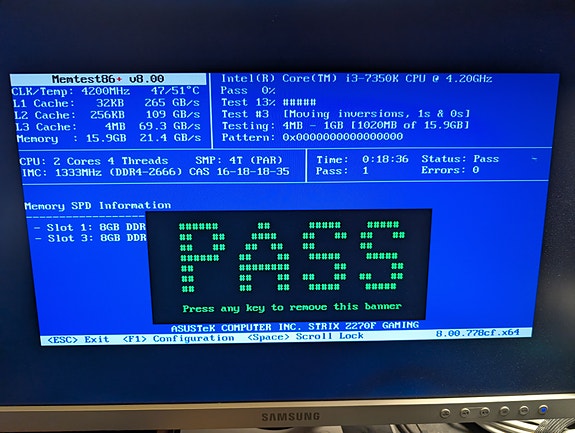 Memtest86+ v8.00
Intel(R) Core(TM) i3-7350K CPU @ 4.20GHz
CLK/Temp: 4200MHz 47/51°C
Pass 0%
L1 Cache: 32KB 265 GB/s
Test 13% #####
L2 Cache: 256KB 109 GB/s
Test #3 [Moving inversions, 1s & 0s]
L3 Cache: 4MB 69.3 GB/s
Testing: 4MB - 1GB [1020MB of 15.9GB]
Memory : 15.9GB 21.4 GB/s
Pattern: 0x0000000000000000
CPU: 2 Cores 4 Threads SMP: 4T (PAR)
Time: 0:18:36 Status: Pass ~
IMC: 1333MHz (DDR4-2666) CAS 16-18-18-35
Pass: 1 Errors: 0
Memory SPD Information
- Slot 1: 8GB DDR
- Slot 3: 8GB DDR
PASS
Press any key to remove this banner
ASUSTeK COMPUTER INC. STRIX Z270F GAMING
<ESC> Exit <F1> Configuration <Space> Scroll Lock 8.00.778cf.x64
SAMSUNG